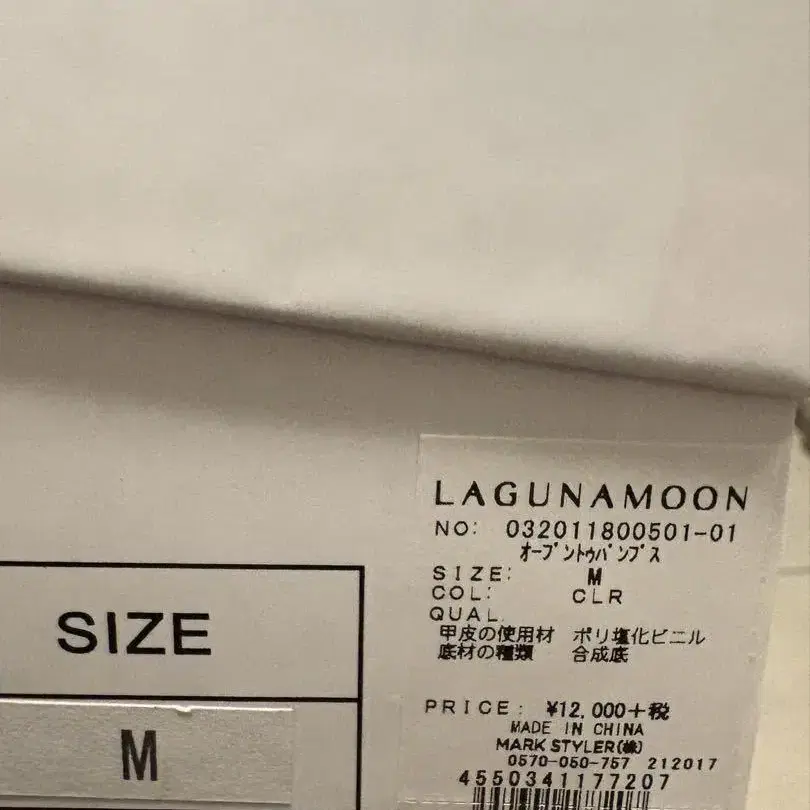 LAGUNAMOON
NO: 032011800501-01
ｵｰﾌﾟﾝﾄｩﾊﾟﾝﾌﾟｽ
SIZE: M
COL: CLR
QUAL.
甲皮の使用材 ポリ塩化ビニル
底材の種類 合成底
PRICE: ¥12,000+税
MADE IN CHINA
MARK STYLER(株)
0570-050-757 212017
4550341177207
SIZE
M